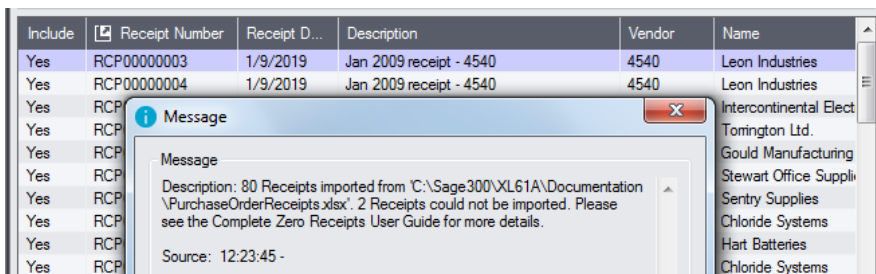 Include Receipt Number Receipt D... Description Vendor Name
Yes RCP00000003 1/9/2019 Jan 2009 receipt - 4540 4540 Leon Industries
Yes RCP00000004 1/9/2019 Jan 2009 receipt - 4540 4540 Leon Industries
Yes RCP Intercontinental Elect
Yes RCP Torrington Ltd.
Yes RCP Gould Manufacturing
Yes RCP Stewart Office Suppli
Yes RCP Sentry Supplies
Yes RCP Chloride Systems
Yes RCP Hart Batteries
Yes RCP Chloride Systems
Message
Message
Description: 80 Receipts imported from 'C:\Sage300\XL61A\Documentation
\PurchaseOrderReceipts.xlsx'. 2 Receipts could not be imported. Please
see the Complete Zero Receipts User Guide for more details.
Source: 12:23:45 -